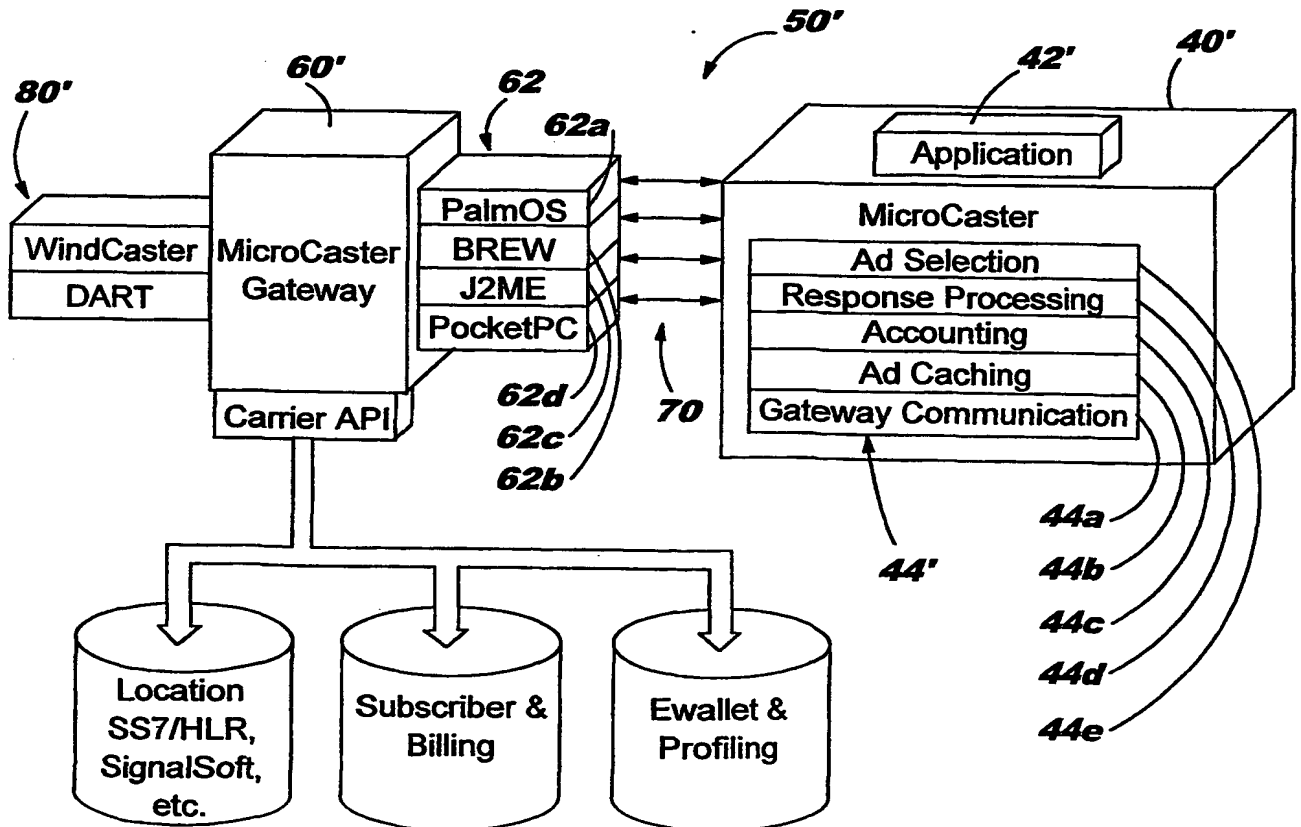 50'
80'
60'
62
62a
42'
40'
Application
WindCaster
DART
MicroCaster
Gateway
PalmOS
BREW
J2ME
PocketPC
MicroCaster
Ad Selection
Response Processing
Accounting
Ad Caching
Gateway Communication
Carrier API
62d
62c
62b
70
44'
44a
44b
44c
44d
44e
Location
SS7/HLR,
SignalSoft,
etc.
Subscriber &
Billing
Ewallet &
Profiling